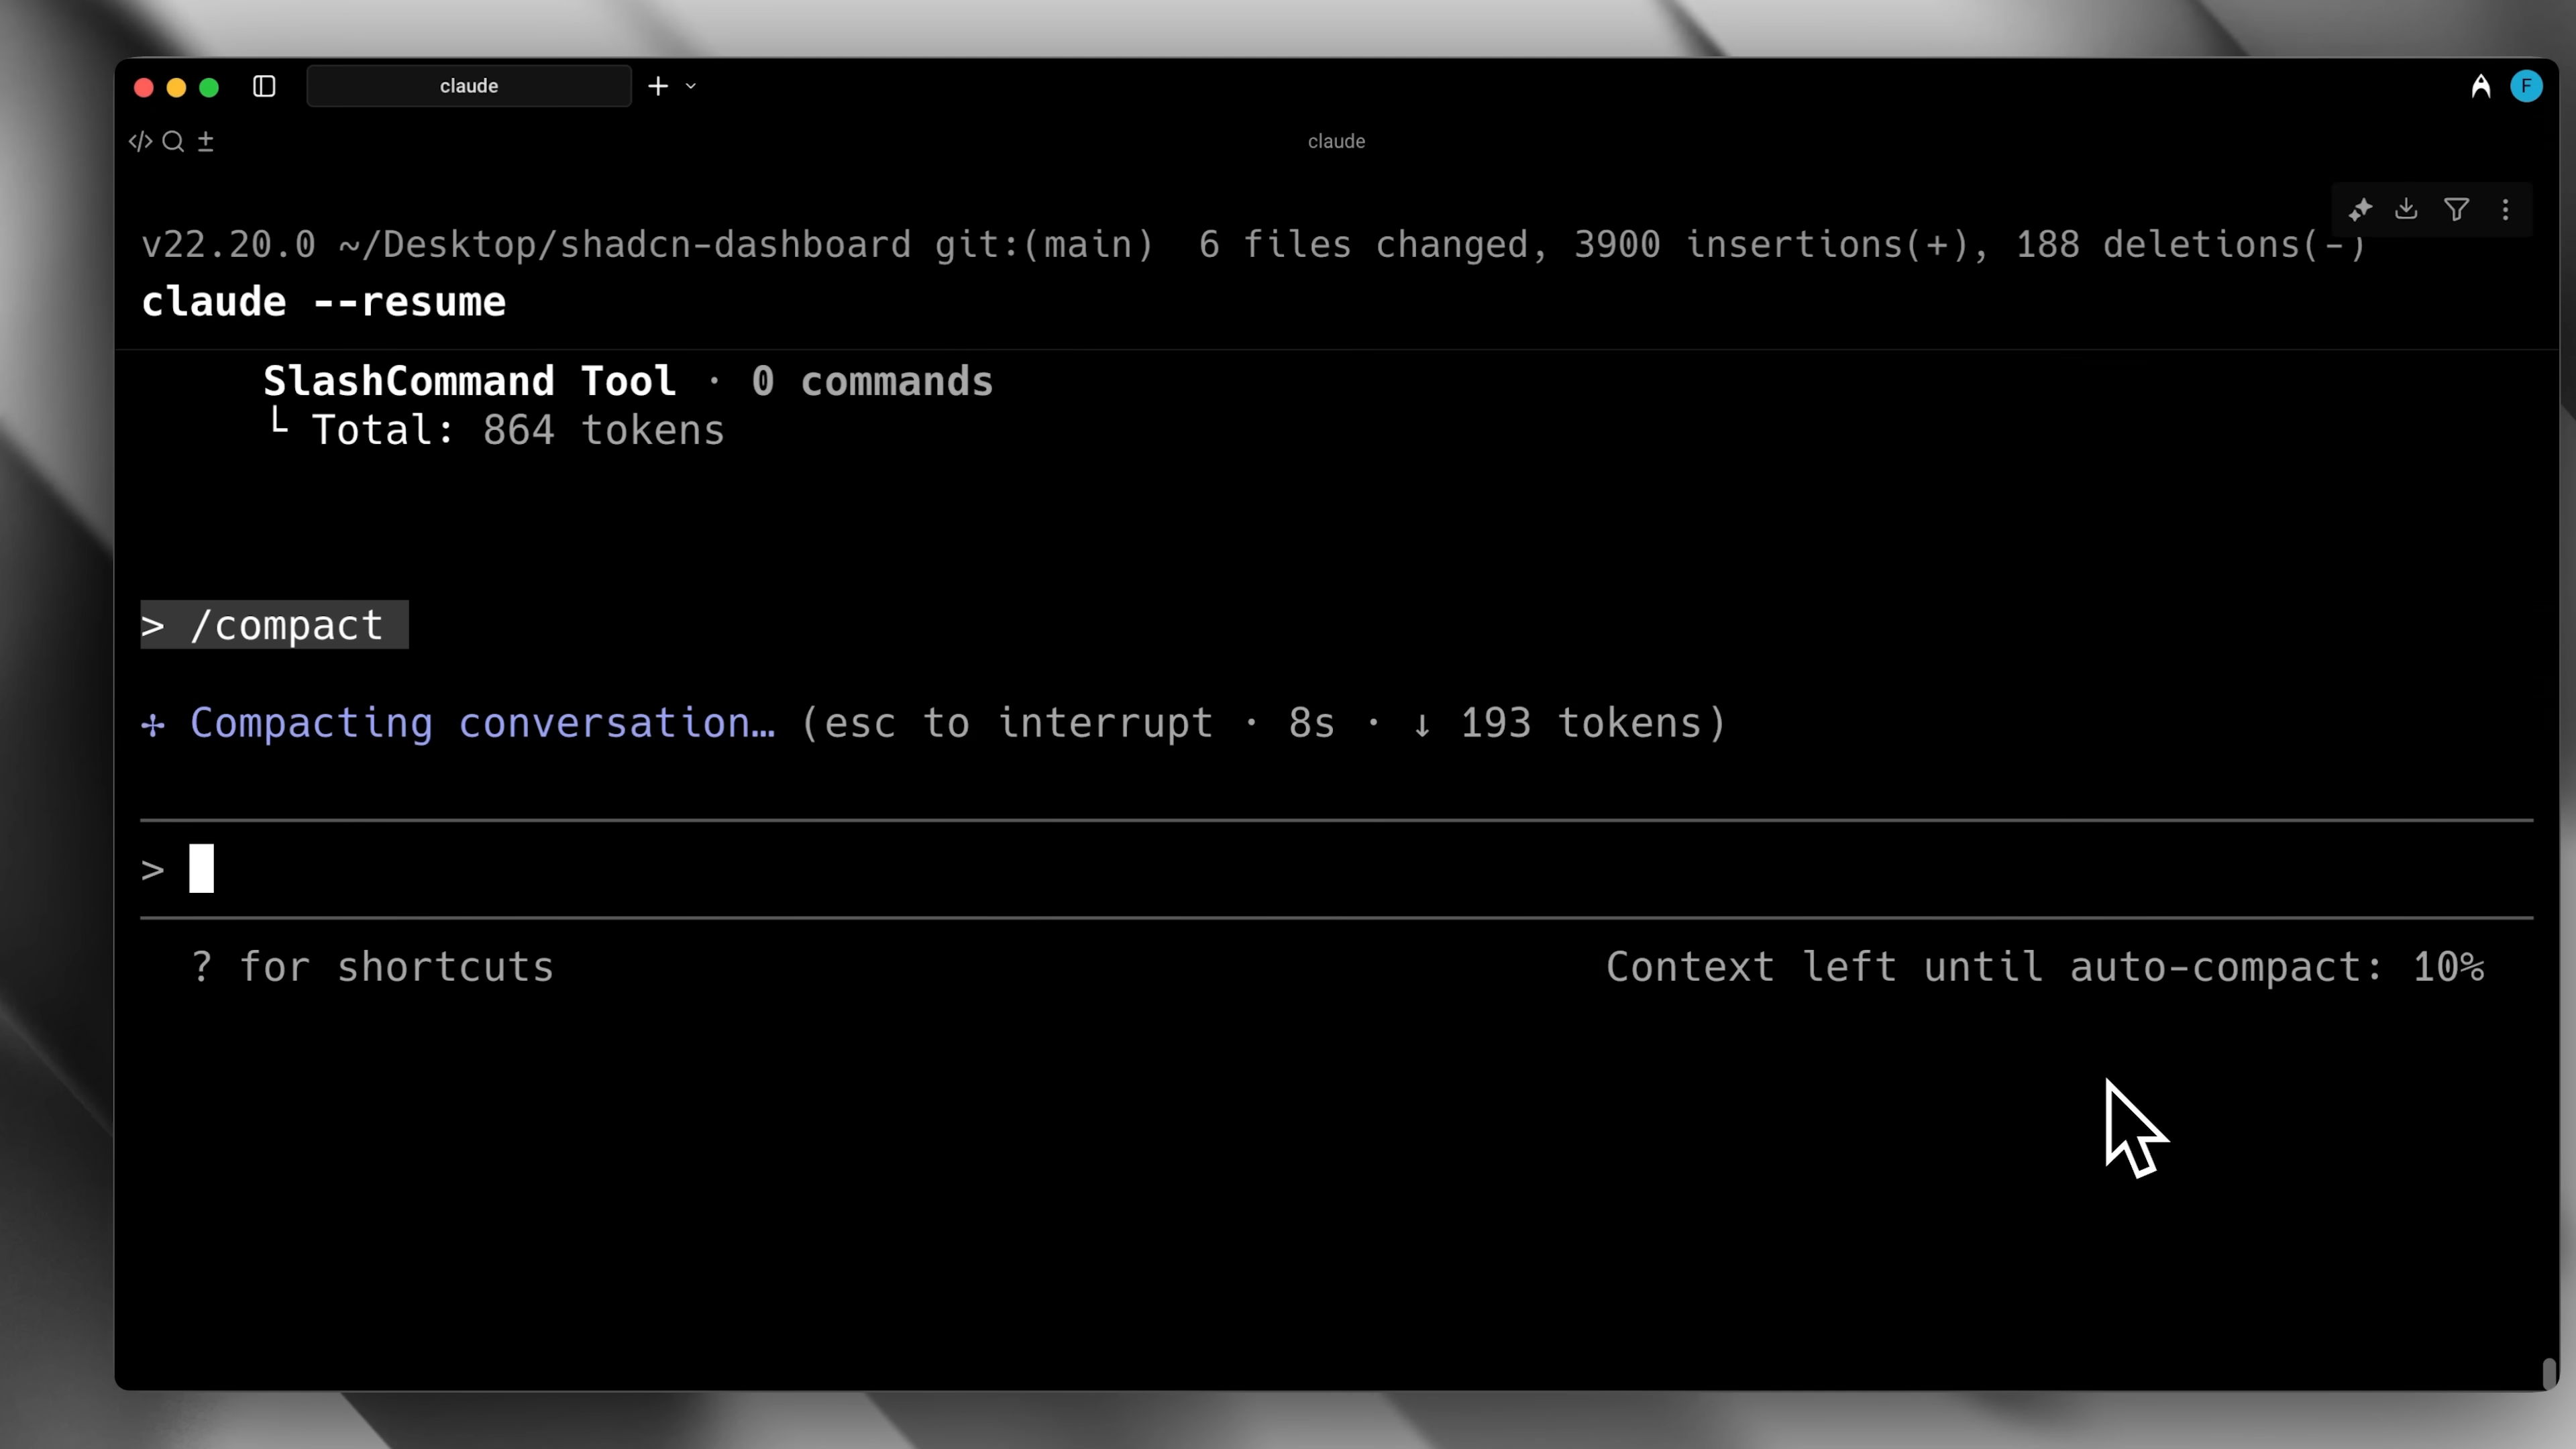 claude
F
claude
v22.20.0 ~/Desktop/shadcn-dashboard git:(main) 6 files changed, 3900 insertions(+), 188 deletions(-)
claude --resume
SlashCommand Tool · 0 commands
└ Total: 864 tokens
> /compact
✢ Compacting conversation… (esc to interrupt · 8s · ↓ 193 tokens)
>
? for shortcuts
Context left until auto-compact: 10%